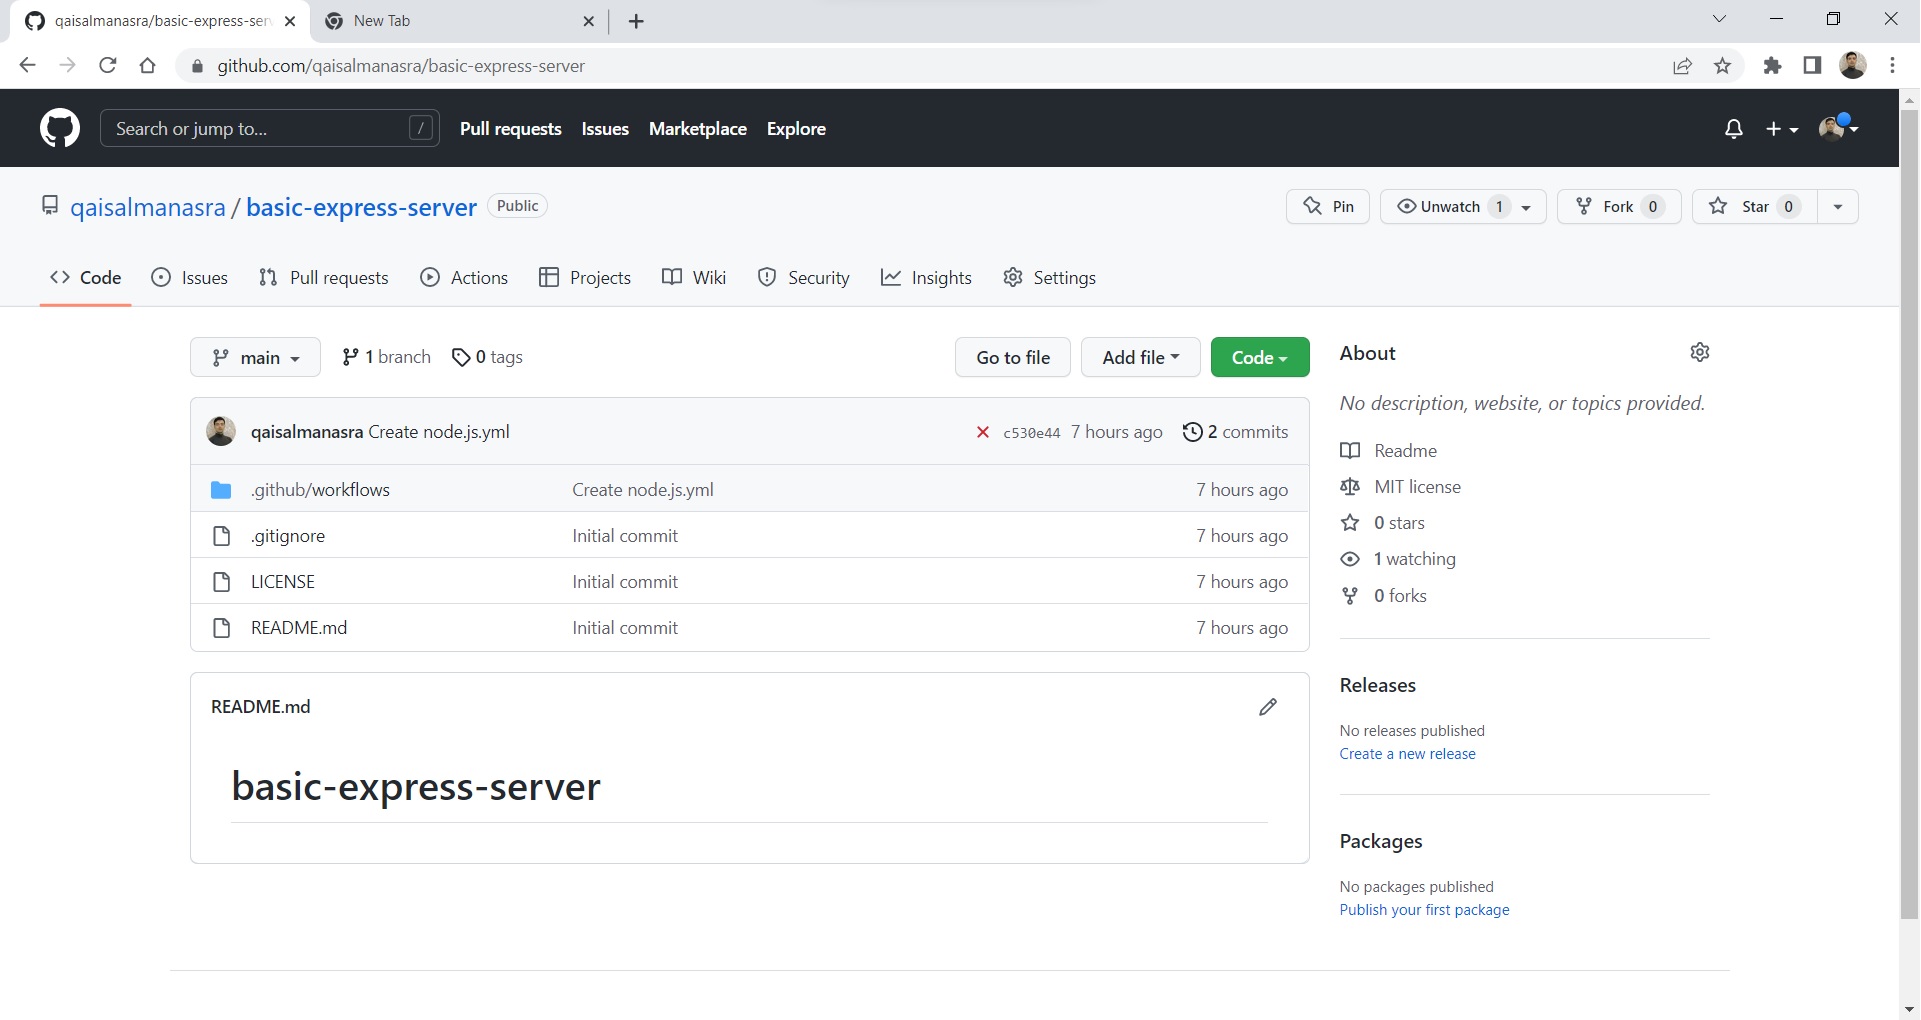 qaisalmanasra/basic-express-ser
New Tab
github.com/qaisalmanasra/basic-express-server
Search or jump to...
/
Pull requests
Issues
Marketplace
Explore
qaisalmanasra / basic-express-server
Public
Pin
Unwatch 1
Fork 0
Star 0
Code
Issues
Pull requests
Actions
Projects
Wiki
Security
Insights
Settings
main
1 branch
0 tags
Go to file
Add file
Code
qaisalmanasra Create node.js.yml
c530e44 7 hours ago
2 commits
.github/workflows
Create node.js.yml
7 hours ago
.gitignore
Initial commit
7 hours ago
LICENSE
Initial commit
7 hours ago
README.md
Initial commit
7 hours ago
README.md
basic-express-server
About
No description, website, or topics provided.
Readme
MIT license
0 stars
1 watching
0 forks
Releases
No releases published
Create a new release
Packages
No packages published
Publish your first package